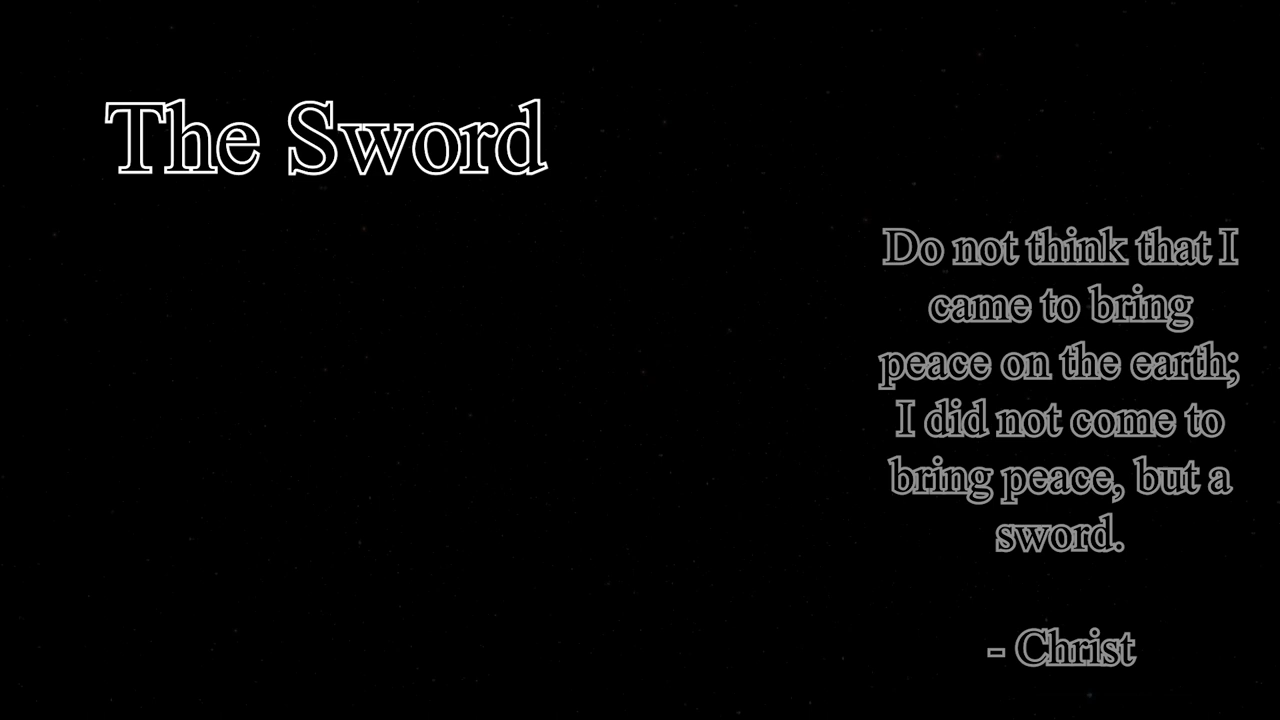 The Sword
Do not think that I
came to bring
peace on the earth;
I did not come to
bring peace, but a
sword.
- Christ